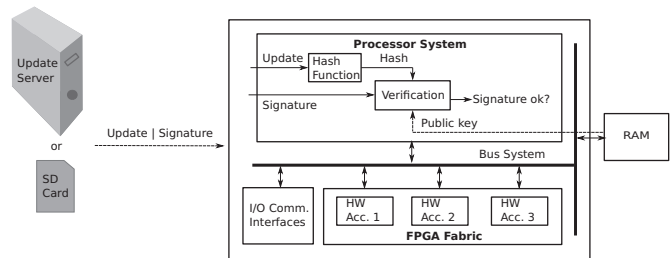 Update
Server
or
SD
Card
Update | Signature
Processor System
Update
Hash
Function
Hash
Verification
Signature
Signature ok?
Public key
RAM
Bus System
I/O Comm.
Interfaces
HW
Acc. 1
HW
Acc. 2
HW
Acc. 3
FPGA Fabric